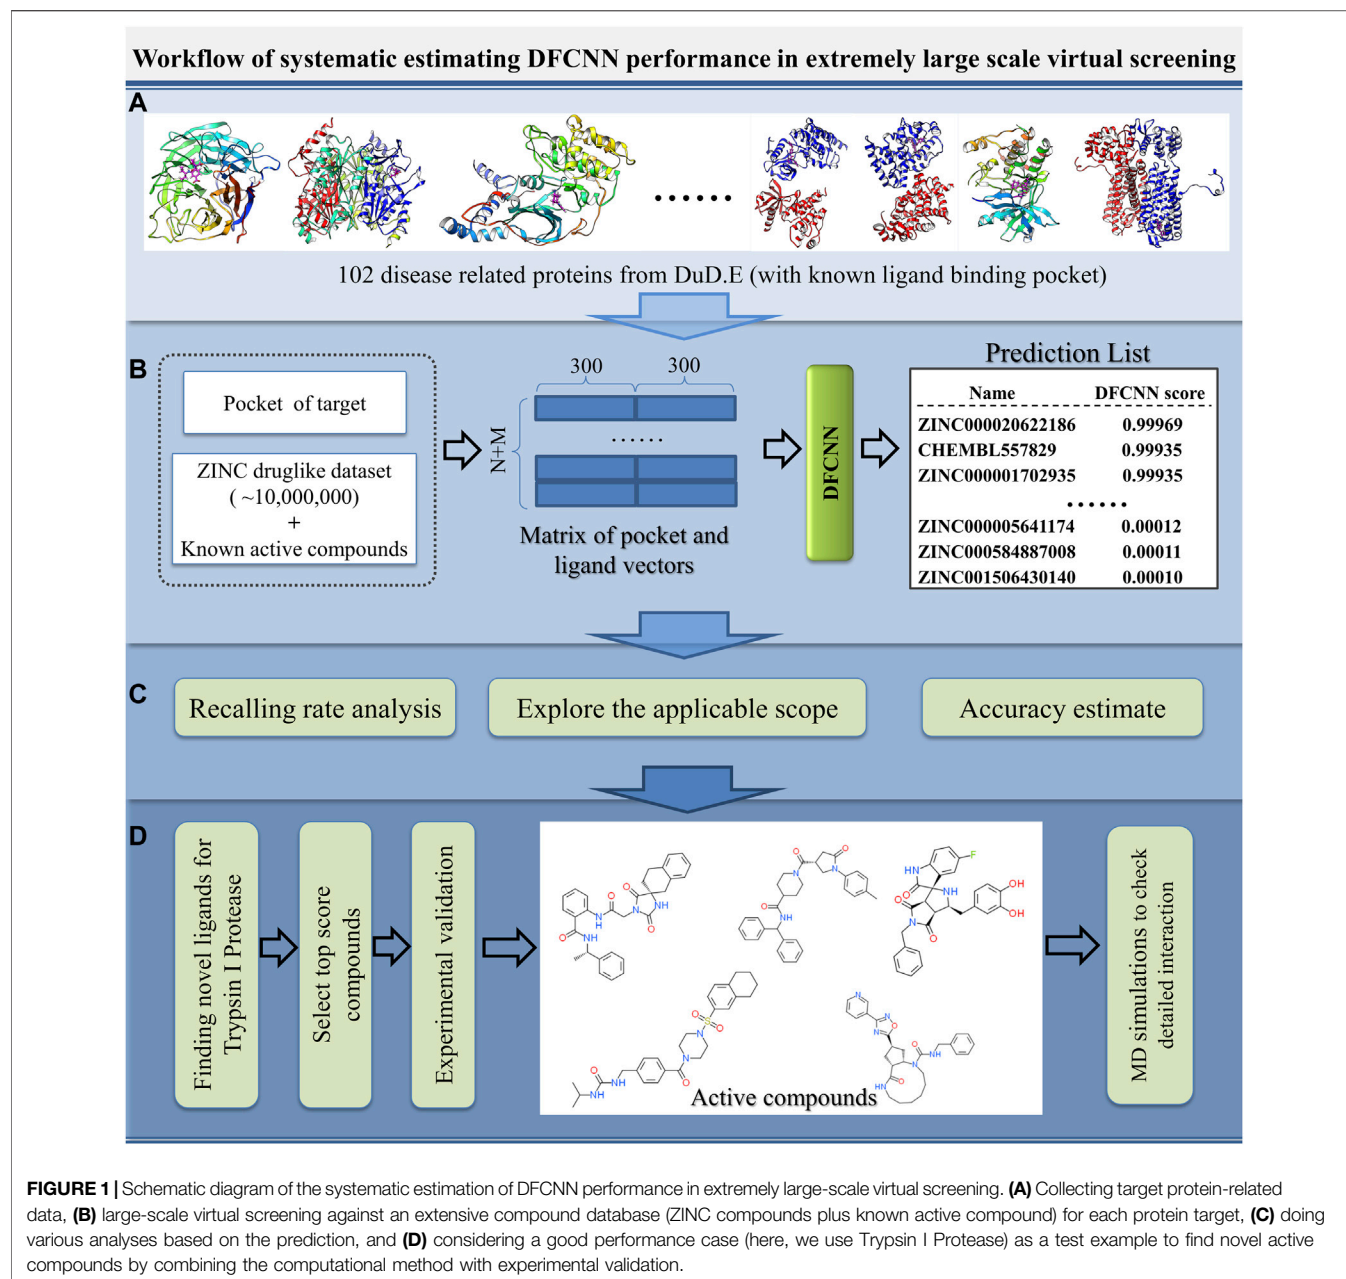 Workflow of systematic estimating DFCNN performance in extremely large scale virtual screening
A
......
102 disease related proteins from DuD.E (with known ligand binding pocket)
B
Pocket of target
ZINC druglike dataset
( ~10,000,000)
+
Known active compounds
300 300
N+M
......
Matrix of pocket and
ligand vectors
DFCNN
Prediction List
Name DFCNN score
ZINC000020622186 0.99969
CHEMBL557829 0.99935
ZINC000001702935 0.99935
......
ZINC000005641174 0.00012
ZINC000584887008 0.00011
ZINC001506430140 0.00010
C
Recalling rate analysis
Explore the applicable scope
Accuracy estimate
D
Finding novel ligands for
Trypsin I Protease
Select top score
compounds
Experimental validation
Active compounds
MD simulations to check
detailed interaction
FIGURE 1 | Schematic diagram of the systematic estimation of DFCNN performance in extremely large-scale virtual screening. (A) Collecting target protein-related
data, (B) large-scale virtual screening against an extensive compound database (ZINC compounds plus known active compound) for each protein target, (C) doing
various analyses based on the prediction, and (D) considering a good performance case (here, we use Trypsin I Protease) as a test example to find novel active
compounds by combining the computational method with experimental validation.